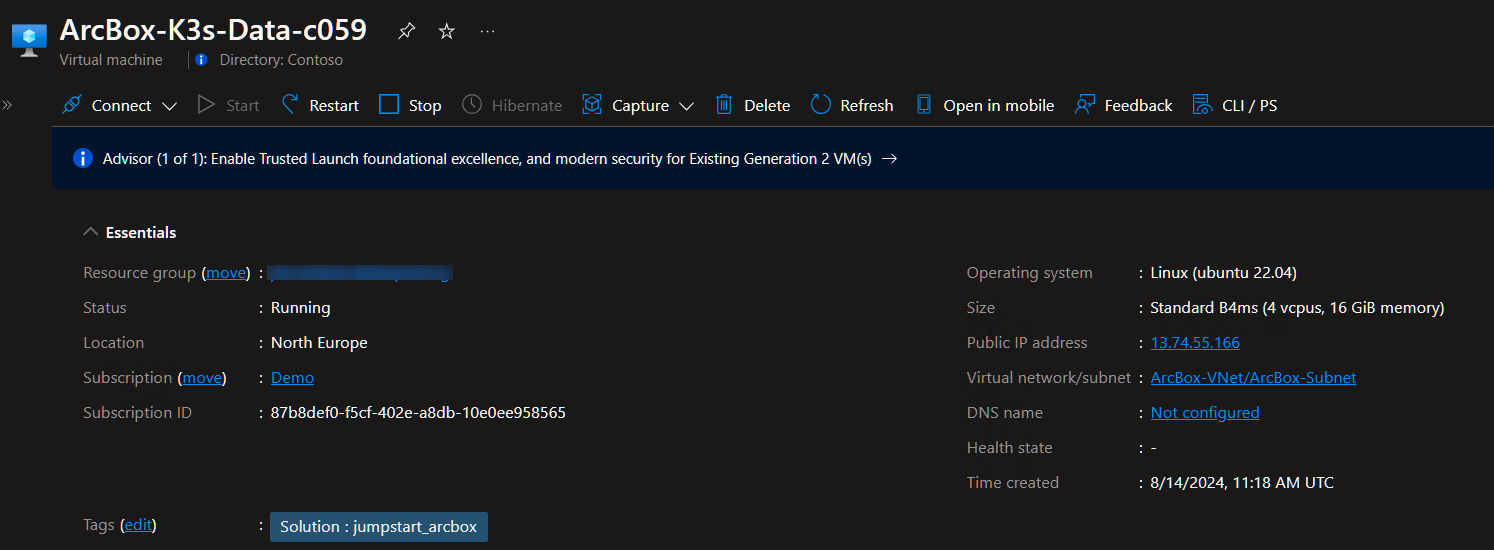 ArcBox-K3s-Data-c059
Virtual machine
Directory: Contoso
Connect Start Restart Stop Hibernate Capture Delete Refresh Open in mobile Feedback CLI / PS
Advisor (1 of 1): Enable Trusted Launch foundational excellence, and modern security for Existing Generation 2 VM(s) →
Essentials
Resource group (move) :
Status : Running
Location : North Europe
Subscription (move) : Demo
Subscription ID : 87b8def0-f5cf-402e-a8db-10e0ee958565
Operating system : Linux (ubuntu 22.04)
Size : Standard B4ms (4 vcpus, 16 GiB memory)
Public IP address : 13.74.55.166
Virtual network/subnet : ArcBox-VNet/ArcBox-Subnet
DNS name : Not configured
Health state : -
Time created : 8/14/2024, 11:18 AM UTC
Tags (edit) : Solution : jumpstart_arcbox